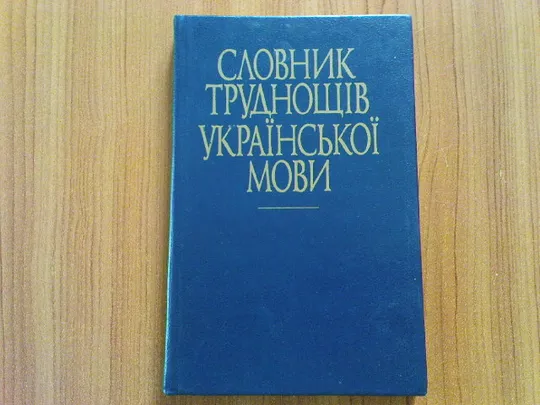 СЛОВНИК
ТРУДНОЩІВ
УКРАЇНСЬКОЇ
МОВИ